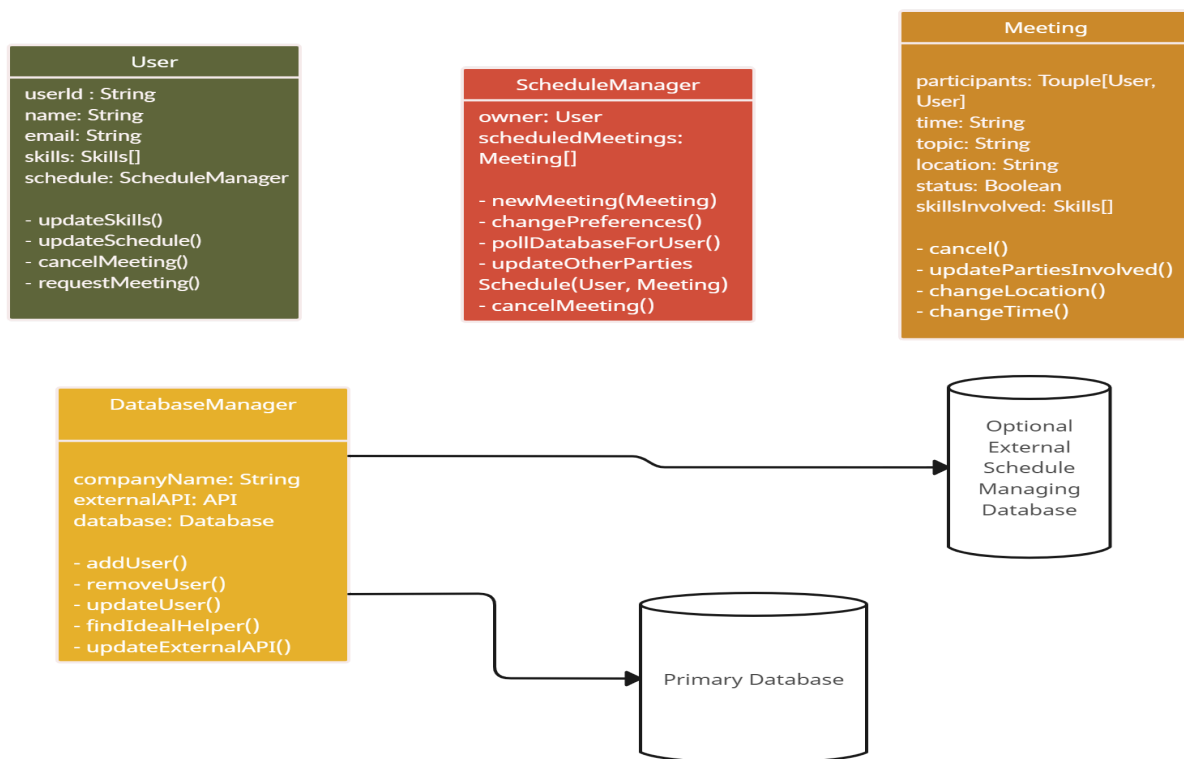 User
userId : String
name: String
email: String
skills: Skills[]
schedule: ScheduleManager
- updateSkills()
- updateSchedule()
- cancelMeeting()
- requestMeeting()
ScheduleManager
owner: User
scheduledMeetings:
Meeting[]
- newMeeting(Meeting)
- changePreferences()
- pollDatabaseForUser()
- updateOtherParties
Schedule(User, Meeting)
- cancelMeeting()
Meeting
participants: Touple[User,
User]
time: String
topic: String
location: String
status: Boolean
skillsInvolved: Skills[]
- cancel()
- updatePartiesInvolved()
- changeLocation()
- changeTime()
DatabaseManager
companyName: String
externalAPI: API
database: Database
- addUser()
- removeUser()
- updateUser()
- findIdealHelper()
- updateExternalAPI()
Optional
External
Schedule
Managing
Database
Primary Database